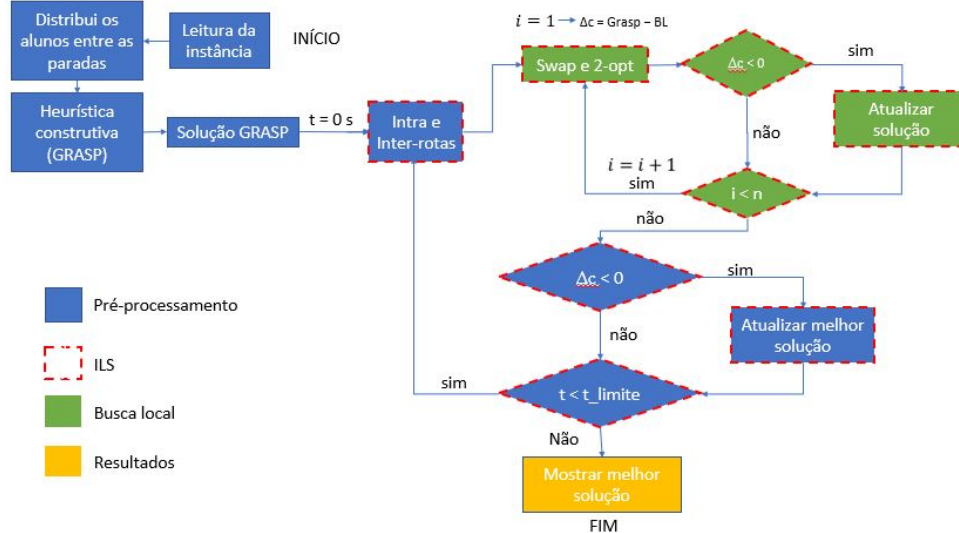 Distribui os
alunos entre as
paradas
Leitura da
instância
INÍCIO
Heurística
construtiva
(GRASP)
Solução GRASP
t = 0 s
Intra e
Inter-rotas
i = 1
Δc = Grasp – BL
Swap e 2-opt
Δc < 0
sim
Atualizar
solução
não
i = i + 1
sim
i < n
não
Δc < 0
sim
Atualizar melhor
solução
não
sim
t < t_limite
Não
Mostrar melhor
solução
FIM
Pré-processamento
ILS
Busca local
Resultados